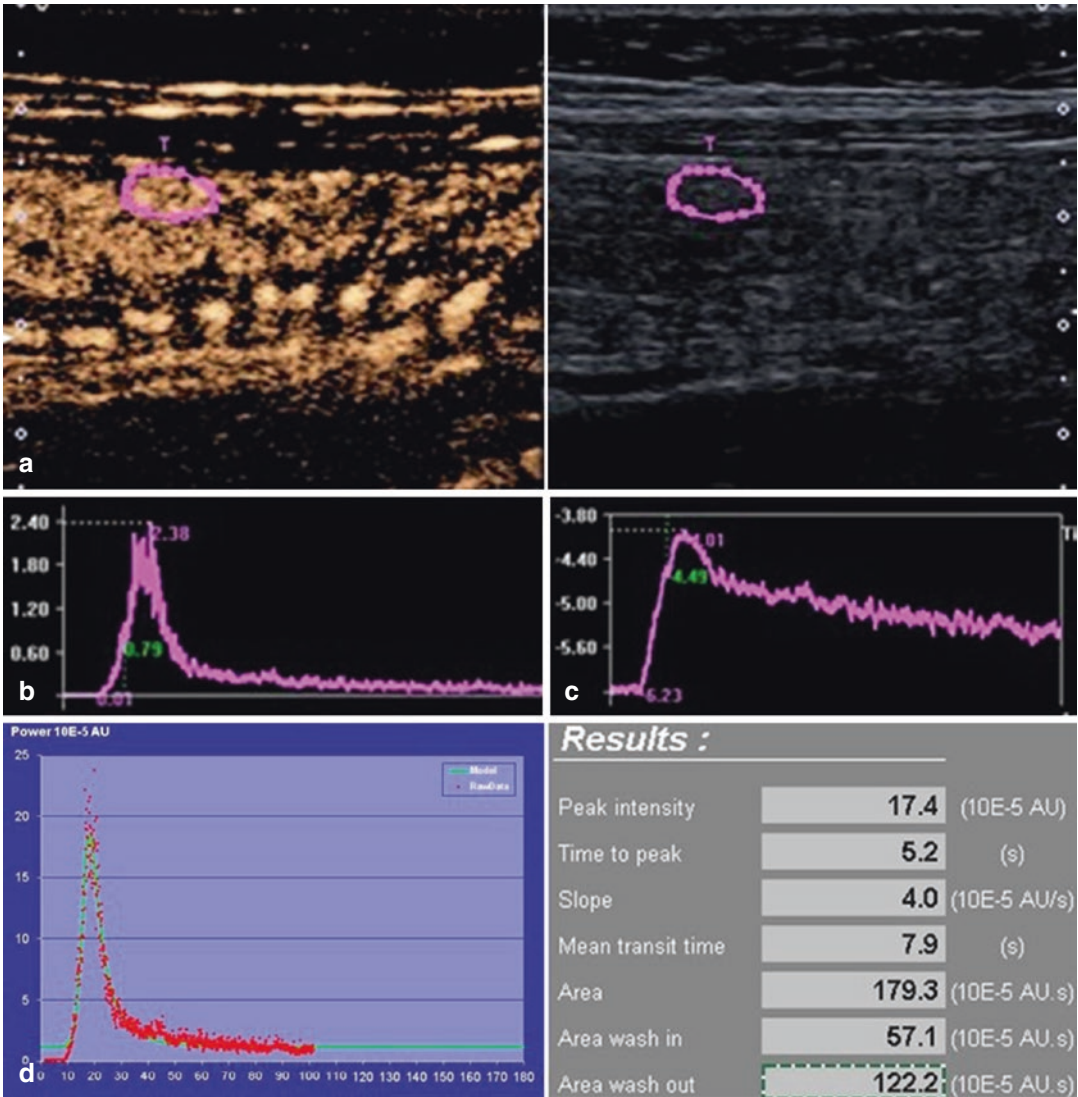 T
T
a
2.40
1.80
1.20
0.60
2.38
0.79
0.01
b
-3.80
-4.40
-5.00
-5.60
.01
-4.49
6.23
c
Power 10E-5 AU
25
20
15
10
5
0
Model
RawData
0 10 20 30 40 50 60 70 80 90 100 110 120 130 140 150 160 170 180
d
Results :
Peak intensity 17.4 (10E-5 AU)
Time to peak 5.2 (s)
Slope 4.0 (10E-5 AU/s)
Mean transit time 7.9 (s)
Area 179.3 (10E-5 AU.s)
Area wash in 57.1 (10E-5 AU.s)
Area wash out 122.2 (10E-5 AU.s)